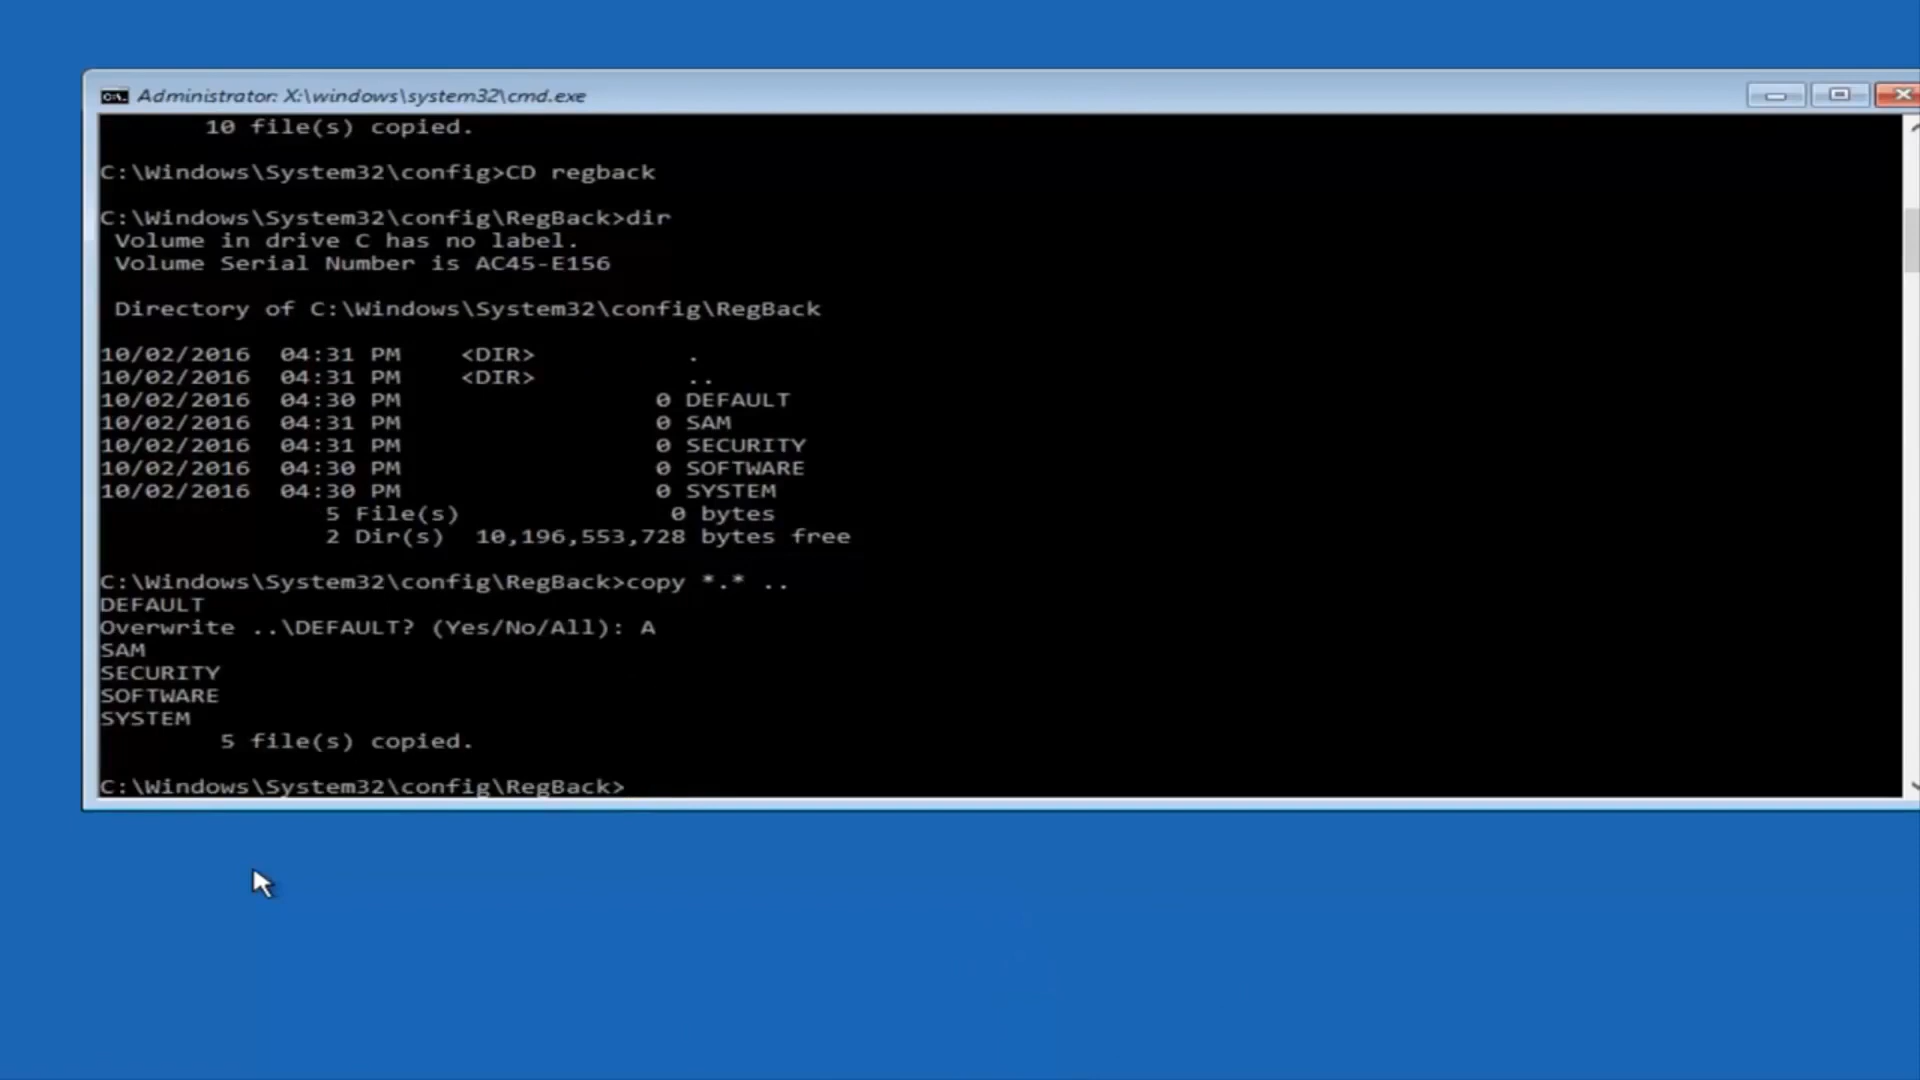 Administrator: X:\windows\system32\cmd.exe
10 file(s) copied.
C:\Windows\System32\config>CD regback
C:\Windows\System32\config\RegBack>dir
Volume in drive C has no label.
Volume Serial Number is AC45-E156
Directory of C:\Windows\System32\config\RegBack
10/02/2016 04:31 PM <DIR> .
10/02/2016 04:31 PM <DIR> ..
10/02/2016 04:30 PM 0 DEFAULT
10/02/2016 04:31 PM 0 SAM
10/02/2016 04:31 PM 0 SECURITY
10/02/2016 04:30 PM 0 SOFTWARE
10/02/2016 04:30 PM 0 SYSTEM
5 File(s) 0 bytes
2 Dir(s) 10,196,553,728 bytes free
C:\Windows\System32\config\RegBack>copy *.* ..
DEFAULT
Overwrite ..\DEFAULT? (Yes/No/All): A
SAM
SECURITY
SOFTWARE
SYSTEM
5 file(s) copied.
C:\Windows\System32\config\RegBack>